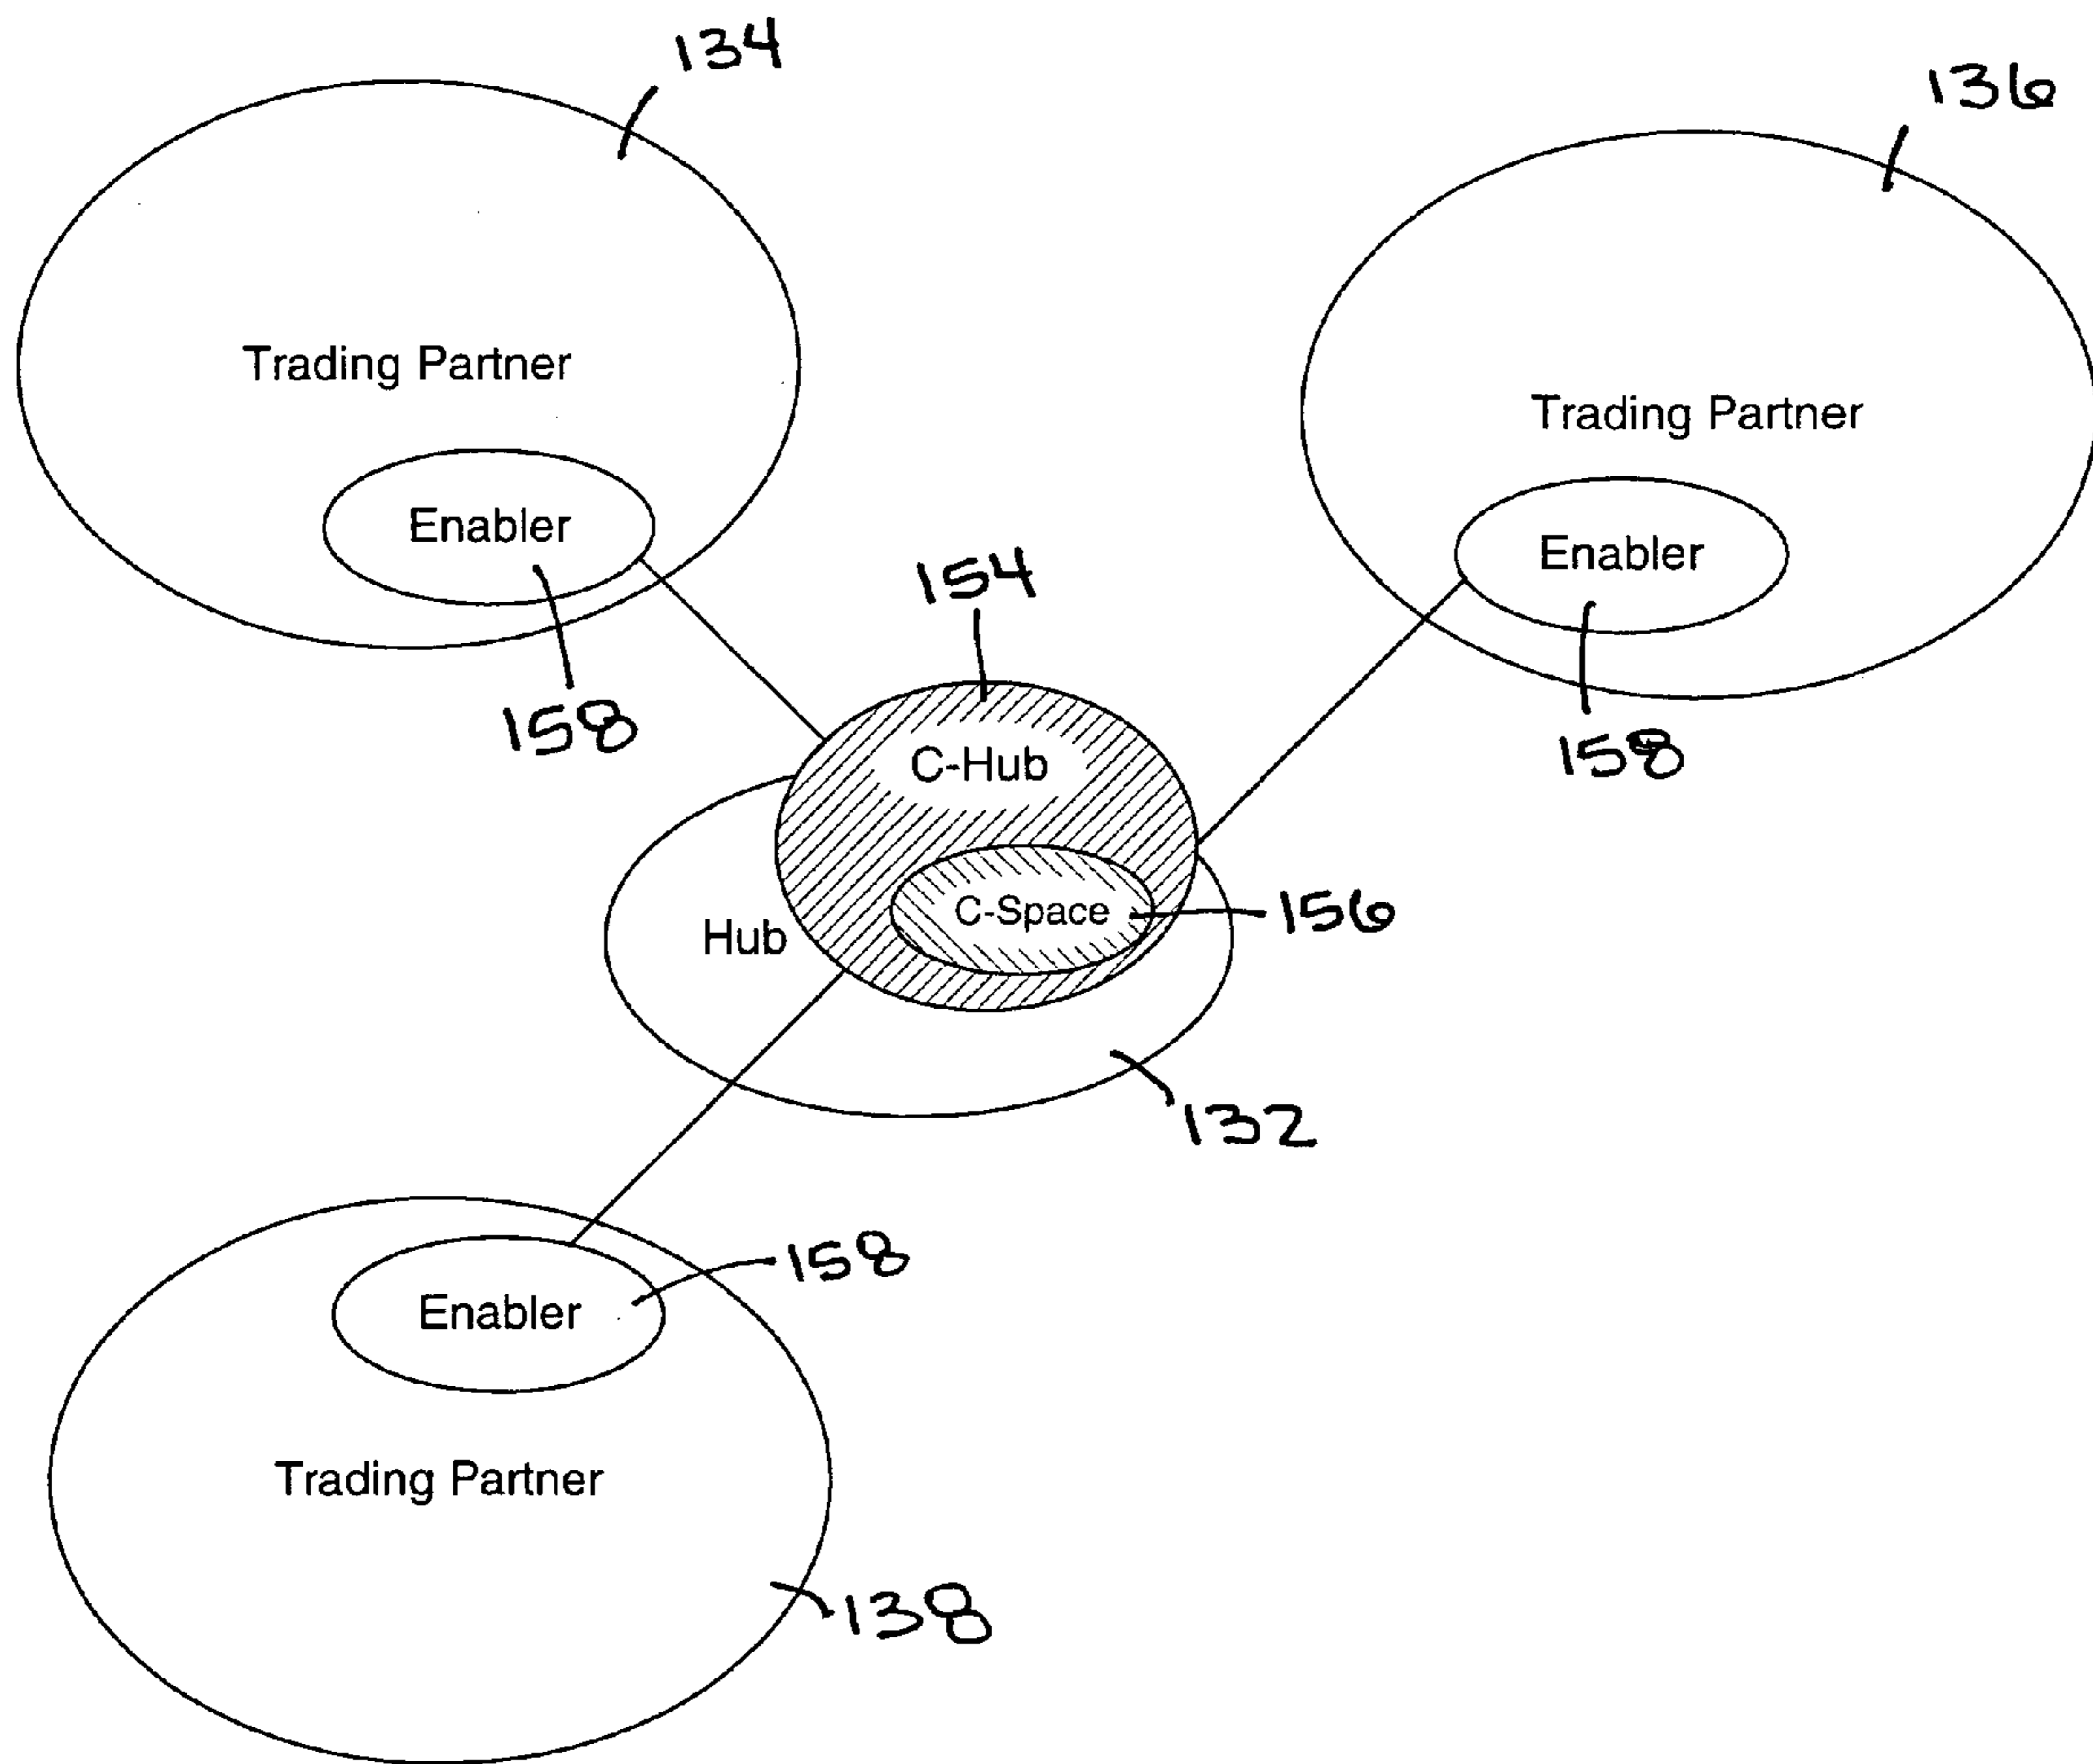 134
136
Trading Partner
Trading Partner
Enabler
Enabler
154
158
158
C-Hub
C-Space
156
Hub
132
158
Enabler
Trading Partner
138